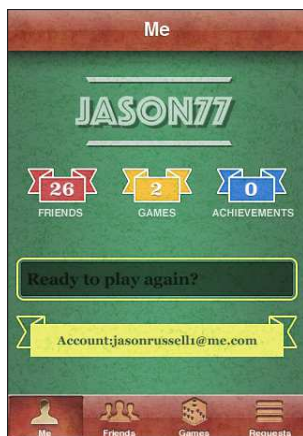 Me
JASON77
26 2 0
FRIENDS GAMES ACHIEVEMENTS
Ready to play again?
Account:jasonrussell1@me.com
Me Friends Games Requests